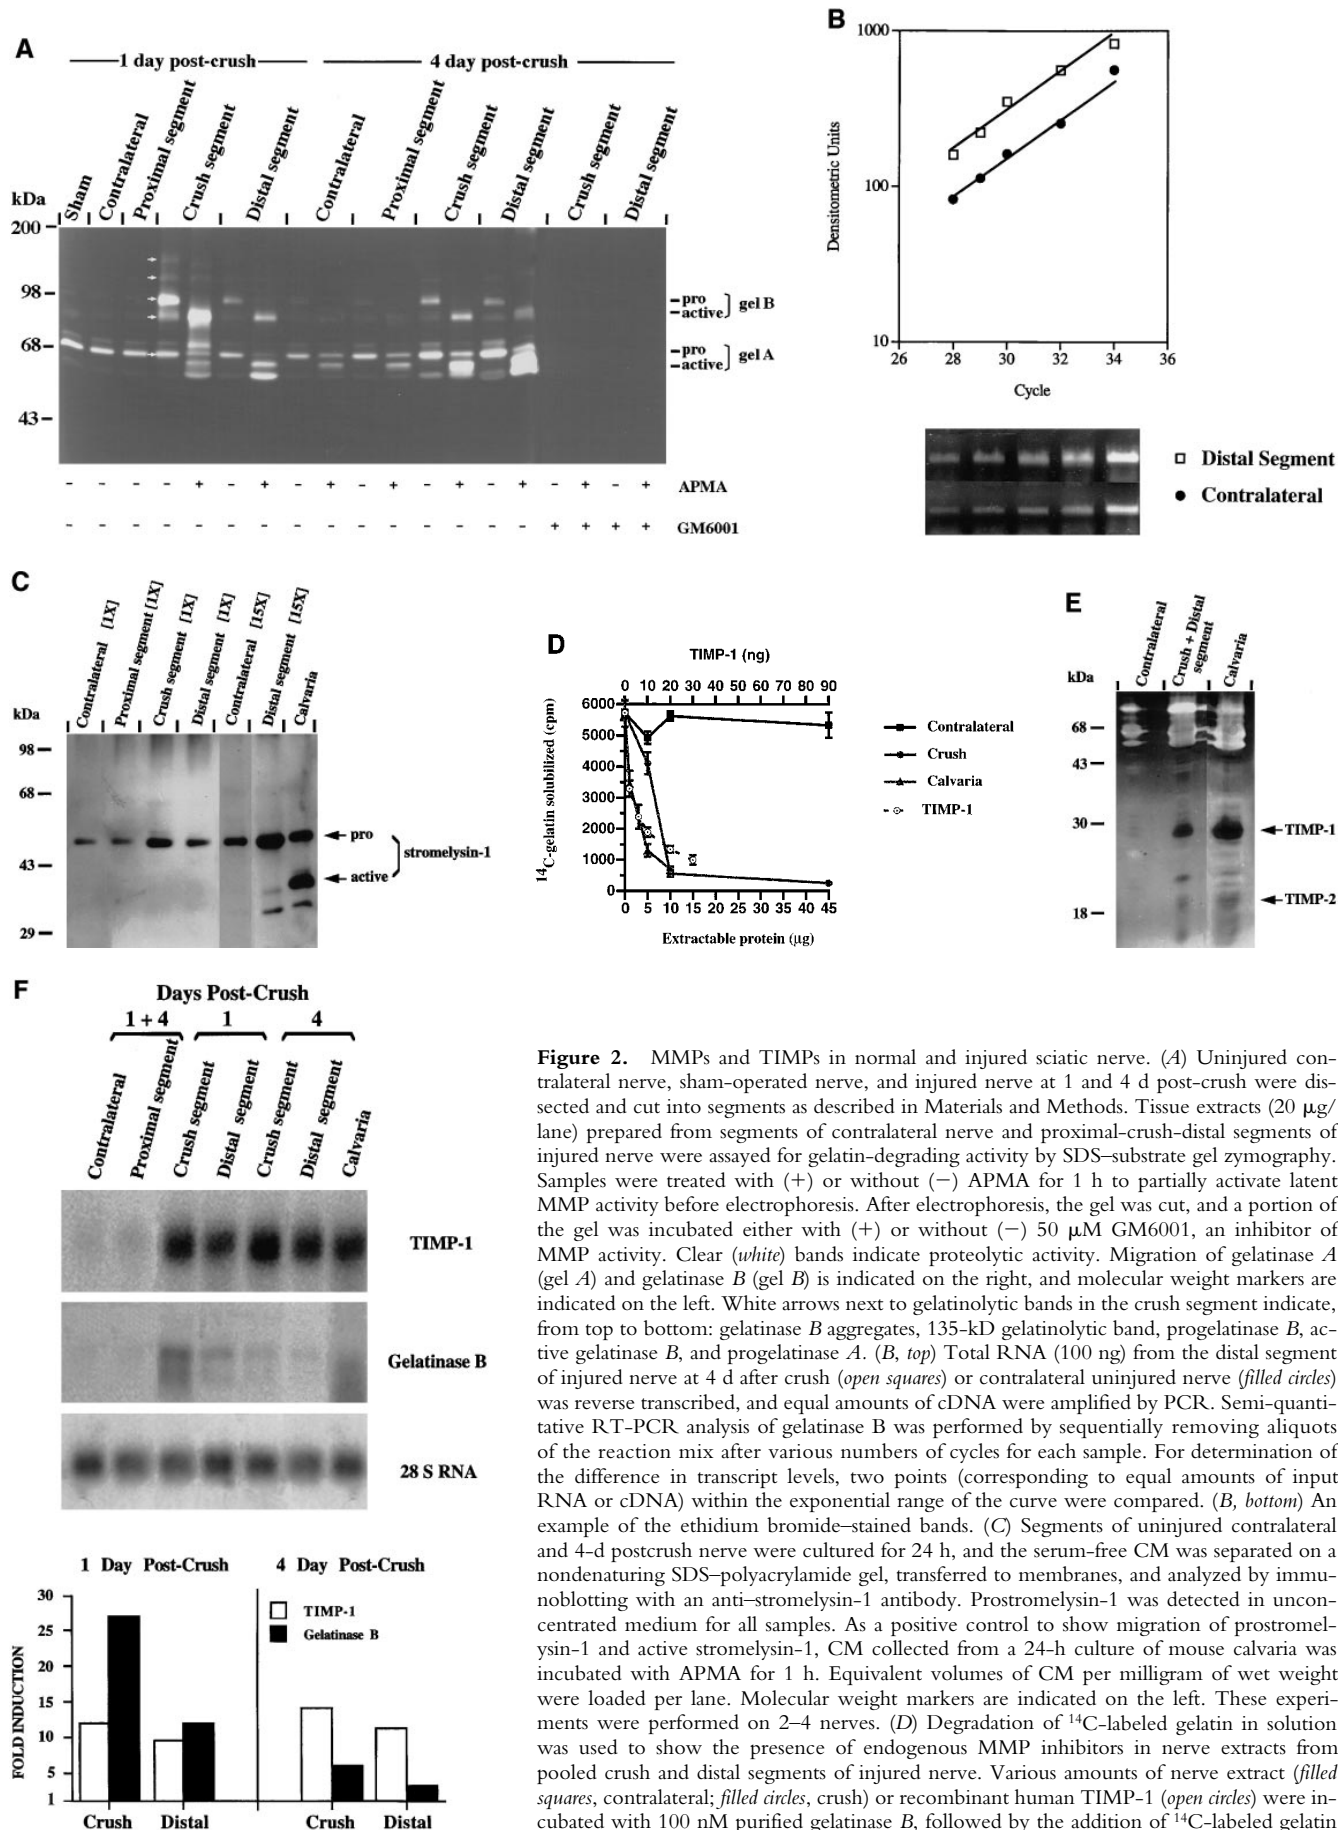 A
1 day post-crush
4 day post-crush
Sham
Contralateral
Proximal segment
Crush segment
Distal segment
Contralateral
Proximal segment
Crush segment
Distal segment
Crush segment
Distal segment
kDa
200
98
68
43
pro
active
gel B
pro
active
gel A
- - - - + - + - + - + - + - + - + - + APMA
- - - - - - - - - - - - - - - + + + + GM6001
B
1000
100
10
Densitometric Units
26 28 30 32 34 36
Cycle
Distal Segment
Contralateral
C
Contralateral [1X]
Proximal segment [1X]
Crush segment [1X]
Distal segment [1X]
Contralateral [15X]
Distal segment [15X]
Calvaria
kDa
98
68
43
29
pro
active
stromelysin-1
D
TIMP-1 (ng)
0 10 20 30 40 50 60 70 80 90
6000
5000
4000
3000
2000
1000
0
14C-gelatin solubilized (cpm)
0 5 10 15 20 25 30 35 40 45
Extractable protein (μg)
Contralateral
Crush
Calvaria
TIMP-1
E
Contralateral
Crush + Distal segment
Calvaria
kDa
68
43
30
18
TIMP-1
TIMP-2
F
Days Post-Crush
1 + 4 1 4
Contralateral
Proximal segment
Crush segment
Distal segment
Crush segment
Distal segment
Calvaria
TIMP-1
Gelatinase B
28 S RNA
1 Day Post-Crush
4 Day Post-Crush
30
25
20
15
10
5
1
FOLD INDUCTION
TIMP-1
Gelatinase B
Crush Distal Crush Distal
Figure 2. MMPs and TIMPs in normal and injured sciatic nerve. (A) Uninjured con-
tralateral nerve, sham-operated nerve, and injured nerve at 1 and 4 d post-crush were dis-
sected and cut into segments as described in Materials and Methods. Tissue extracts (20 μg/
lane) prepared from segments of contralateral nerve and proximal-crush-distal segments of
injured nerve were assayed for gelatin-degrading activity by SDS–substrate gel zymography.
Samples were treated with (+) or without (−) APMA for 1 h to partially activate latent
MMP activity before electrophoresis. After electrophoresis, the gel was cut, and a portion of
the gel was incubated either with (+) or without (−) 50 μM GM6001, an inhibitor of
MMP activity. Clear (white) bands indicate proteolytic activity. Migration of gelatinase A
(gel A) and gelatinase B (gel B) is indicated on the right, and molecular weight markers are
indicated on the left. White arrows next to gelatinolytic bands in the crush segment indicate,
from top to bottom: gelatinase B aggregates, 135-kD gelatinolytic band, progelatinase B, ac-
tive gelatinase B, and progelatinase A. (B, top) Total RNA (100 ng) from the distal segment
of injured nerve at 4 d after crush (open squares) or contralateral uninjured nerve (filled circles)
was reverse transcribed, and equal amounts of cDNA were amplified by PCR. Semi-quanti-
tative RT-PCR analysis of gelatinase B was performed by sequentially removing aliquots
of the reaction mix after various numbers of cycles for each sample. For determination of
the difference in transcript levels, two points (corresponding to equal amounts of input
RNA or cDNA) within the exponential range of the curve were compared. (B, bottom) An
example of the ethidium bromide–stained bands. (C) Segments of uninjured contralateral
and 4-d postcrush nerve were cultured for 24 h, and the serum-free CM was separated on a
nondenaturing SDS–polyacrylamide gel, transferred to membranes, and analyzed by immu-
noblotting with an anti–stromelysin-1 antibody. Prostromelysin-1 was detected in uncon-
centrated medium for all samples. As a positive control to show migration of prostromel-
ysin-1 and active stromelysin-1, CM collected from a 24-h culture of mouse calvaria was
incubated with APMA for 1 h. Equivalent volumes of CM per milligram of wet weight
were loaded per lane. Molecular weight markers are indicated on the left. These experi-
ments were performed on 2–4 nerves. (D) Degradation of 14C-labeled gelatin in solution
was used to show the presence of endogenous MMP inhibitors in nerve extracts from
pooled crush and distal segments of injured nerve. Various amounts of nerve extract (filled
squares, contralateral; filled circles, crush) or recombinant human TIMP-1 (open circles) were in-
cubated with 100 nM purified gelatinase B, followed by the addition of 14C-labeled gelatin